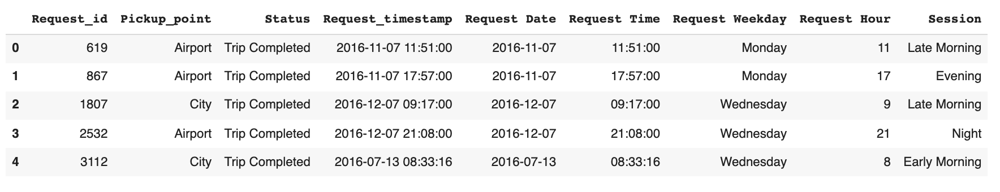 Request_id Pickup_point Status Request_timestamp Request Date Request Time Request Weekday Request Hour Session
0 619 Airport Trip Completed 2016-11-07 11:51:00 2016-11-07 11:51:00 Monday 11 Late Morning
1 867 Airport Trip Completed 2016-11-07 17:57:00 2016-11-07 17:57:00 Monday 17 Evening
2 1807 City Trip Completed 2016-12-07 09:17:00 2016-12-07 09:17:00 Wednesday 9 Late Morning
3 2532 Airport Trip Completed 2016-12-07 21:08:00 2016-12-07 21:08:00 Wednesday 21 Night
4 3112 City Trip Completed 2016-07-13 08:33:16 2016-07-13 08:33:16 Wednesday 8 Early Morning